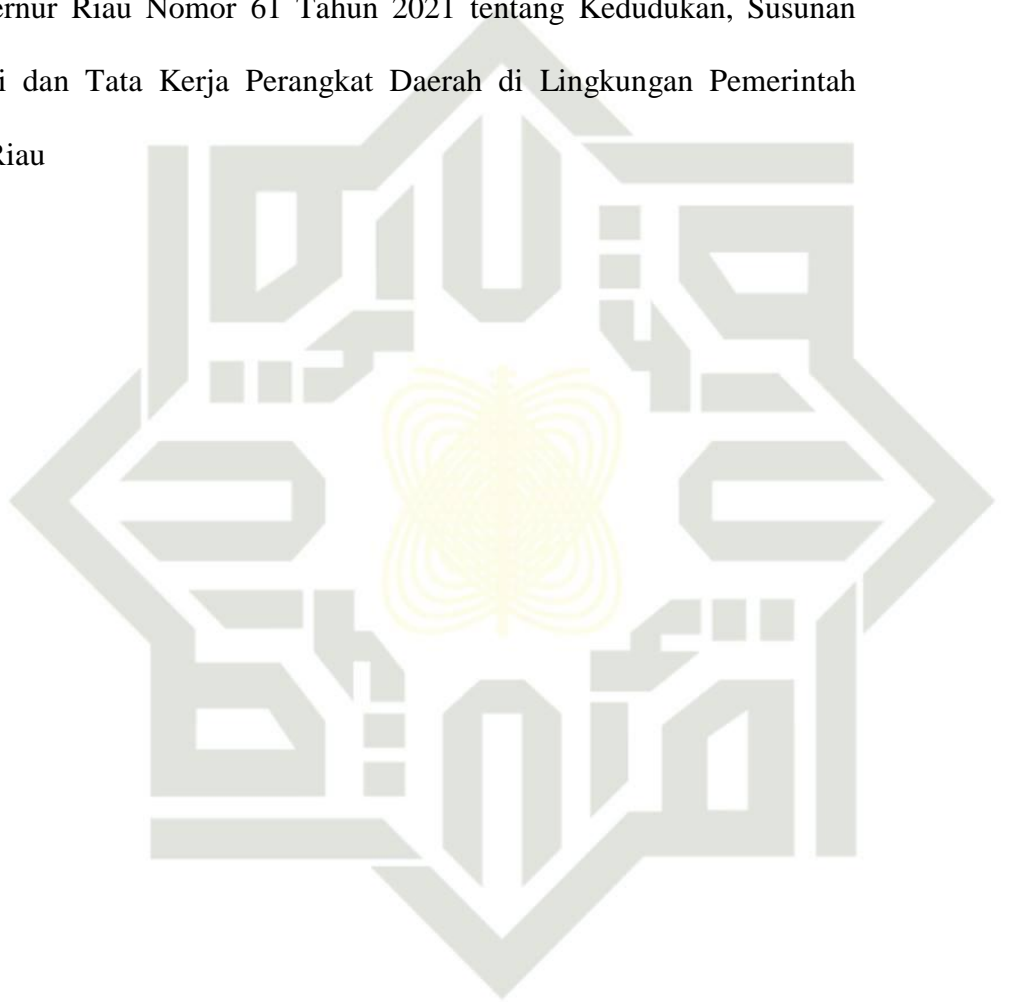 ernur Riau Nomor 61 Tahun 2021 tentang Kedudukan, Susunan
i dan Tata Kerja Perangkat Daerah di Lingkungan Pemerintah
Riau